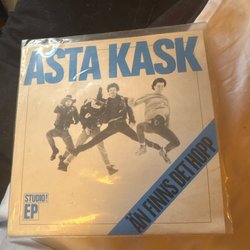 ASTA KASK
STUDIO!
EP
ÄN FINNS DET HOPP